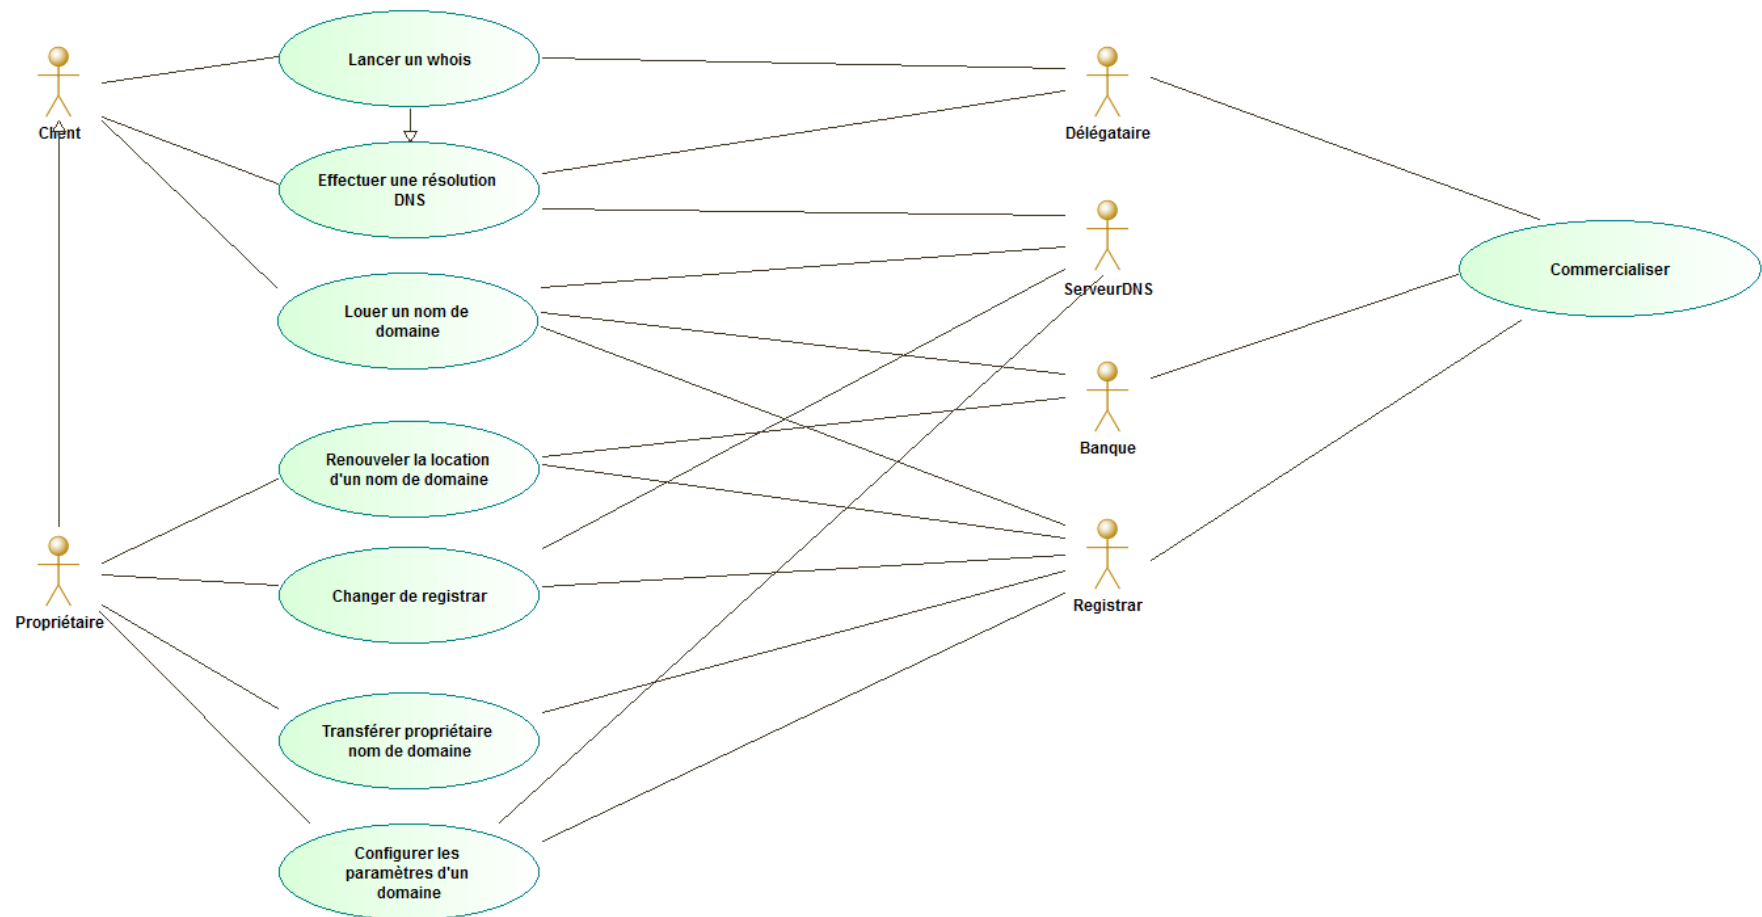 Lancer un whois
Client
Délégataire
Effectuer une résolution
DNS
ServeurDNS
Commercialiser
Louer un nom de
domaine
Banque
Renouveler la location
d'un nom de domaine
Changer de registrar
Registrar
Propriétaire
Transférer propriétaire
nom de domaine
Configurer les
paramètres d'un
domaine